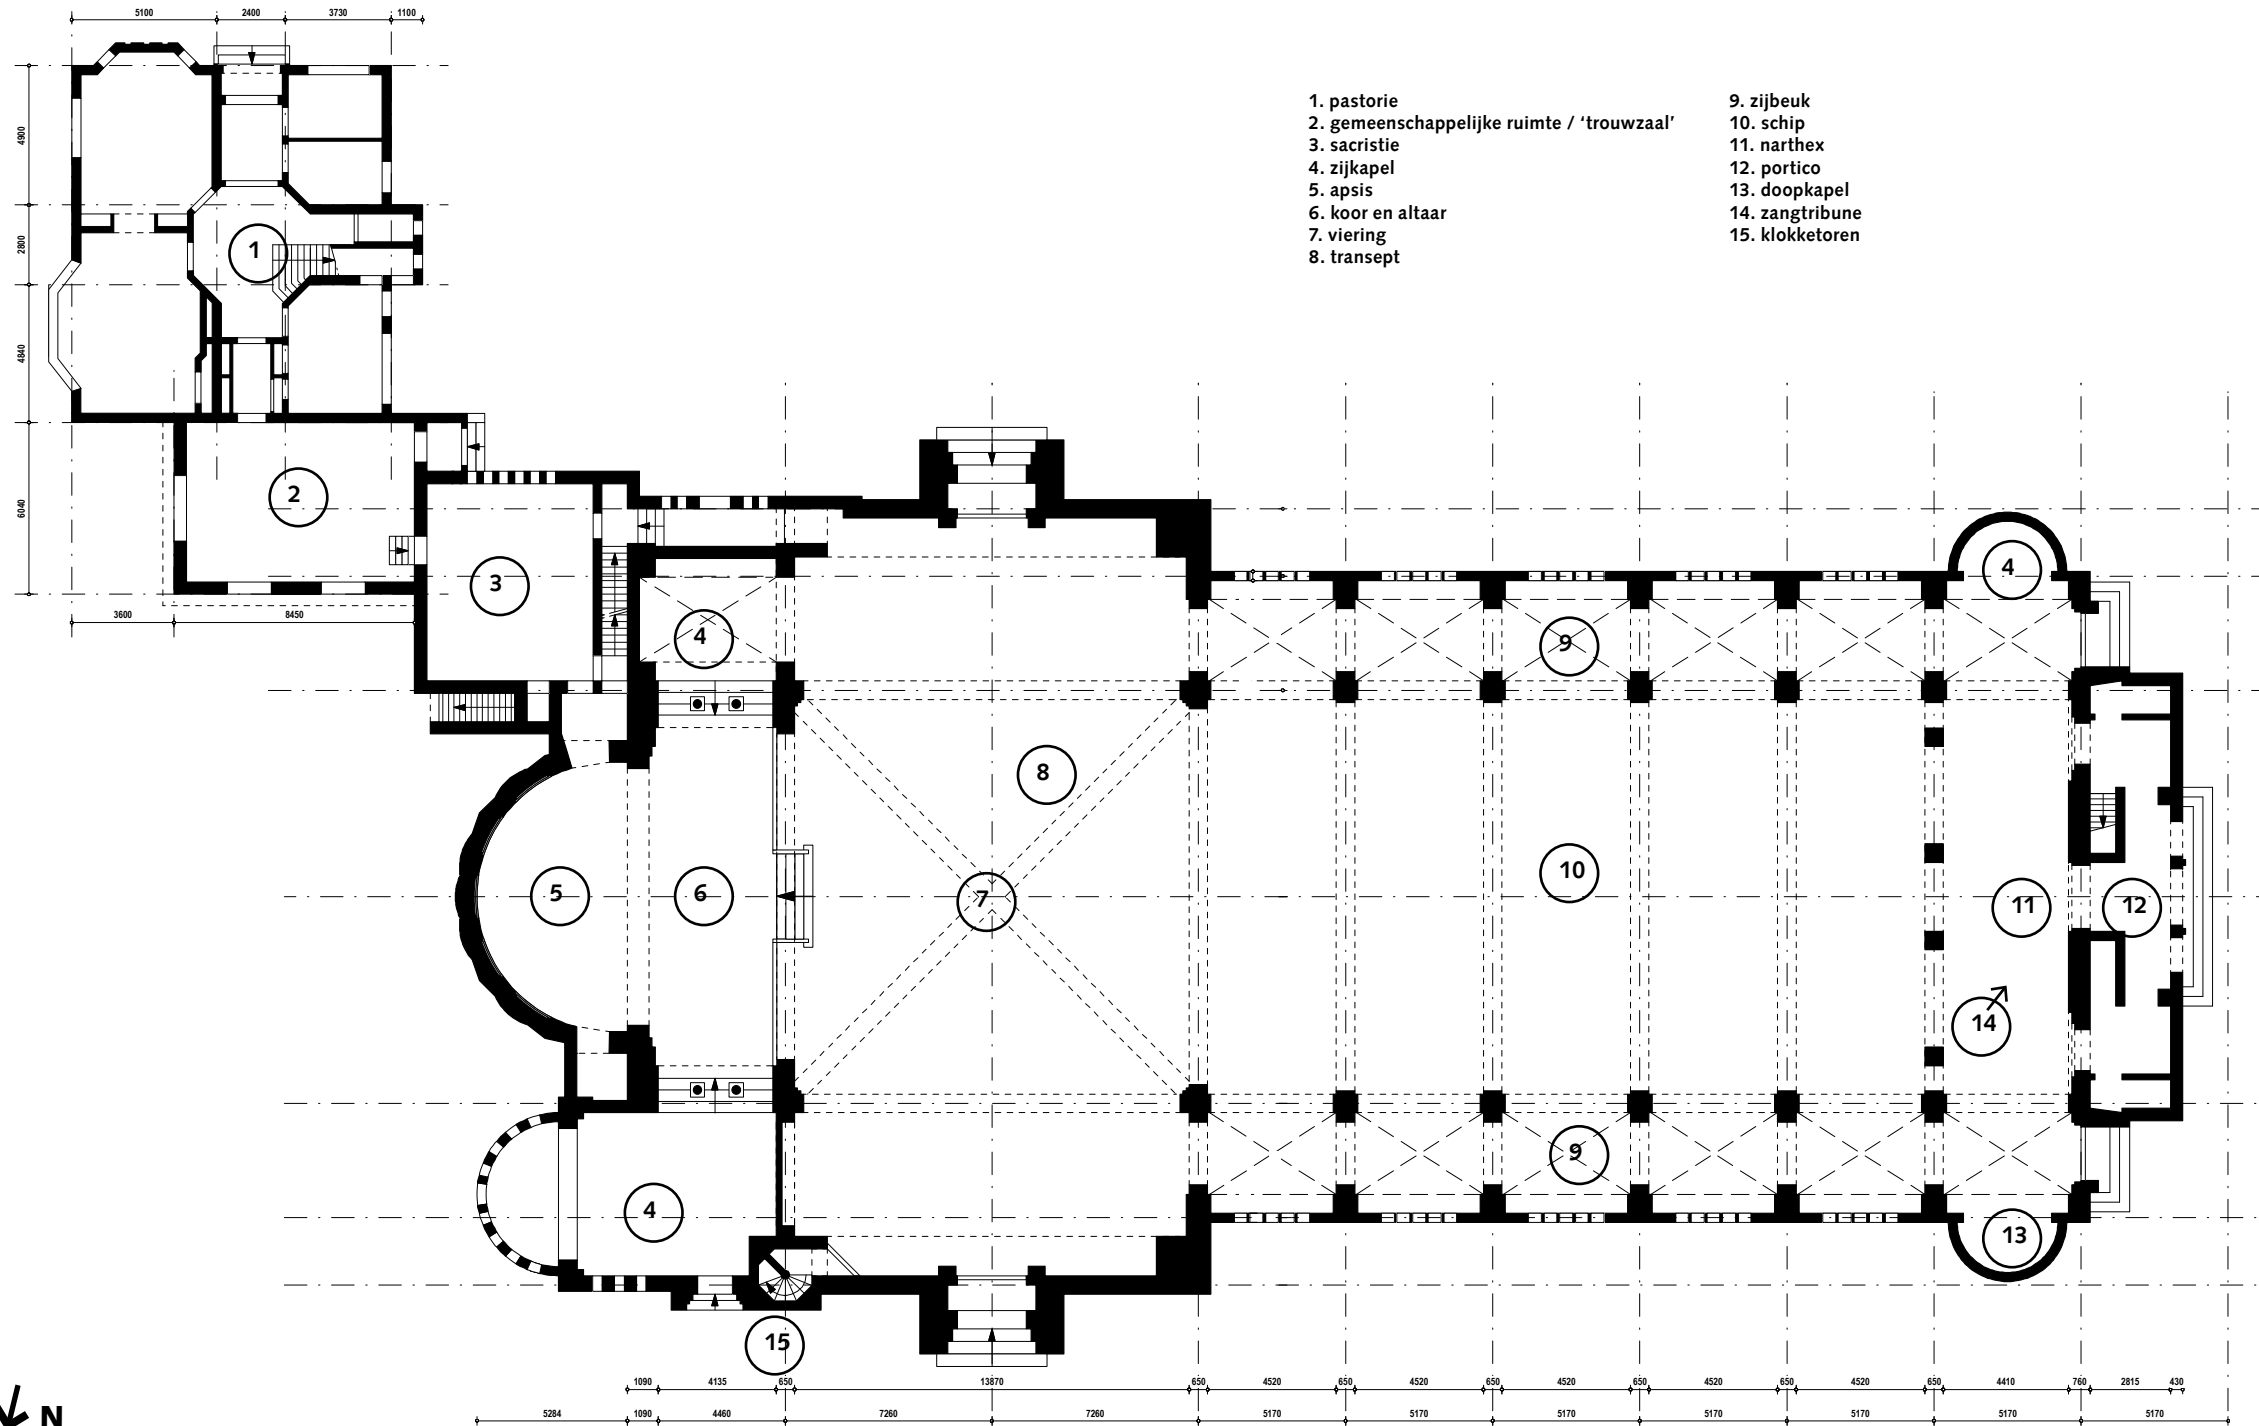 5100 2400 3730 1100
4900
2800
4840
6040
1. pastorie
2. gemeenschappelijke ruimte / ‘trouwzaal’
3. sacristie
4. zijkapel
5. apsis
6. koor en altaar
7. viering
8. transept
9. zijbeuk
10. schip
11. narthex
12. portico
13. doopkapel
14. zangtribune
15. klokketoren
1
2
3600 8450
3
4
4
9
8
10
5
6
7
11
12
14
9
4
13
15
1090 4135 650 13870 650 4520 650 4520 650 4520 650 4520 650 4520 650 4410 760 2815 430
5284 1090 4460 7260 7260 5170 5170 5170 5170 5170 5170 5170
N